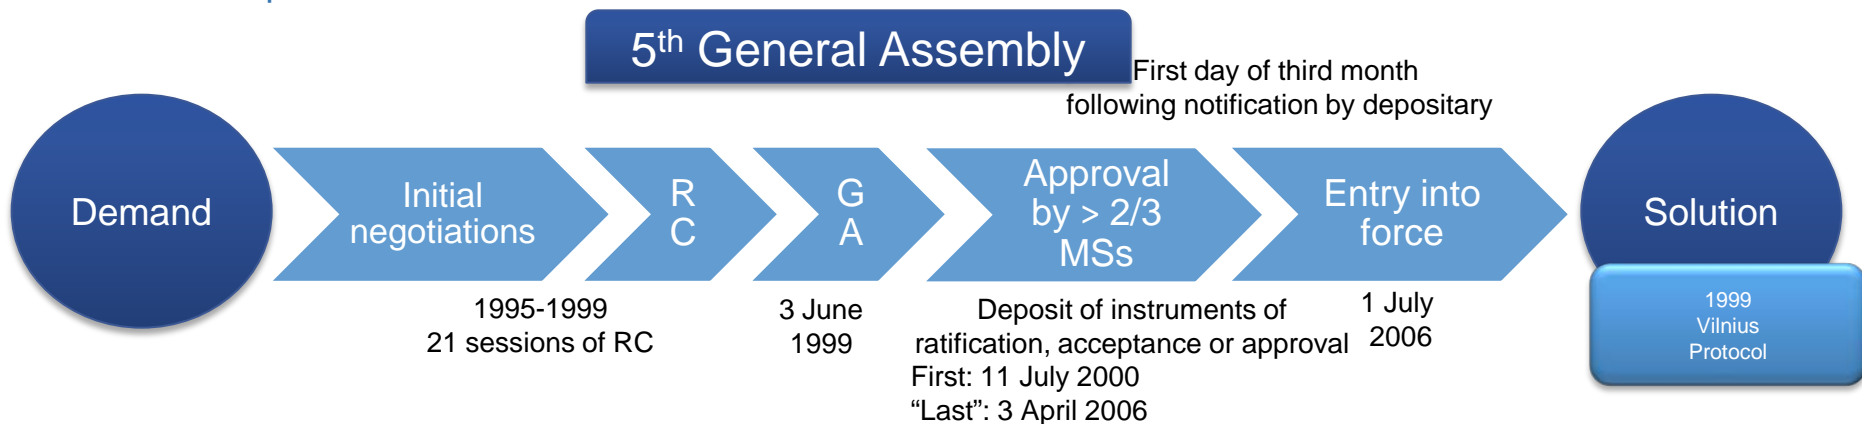 5th General Assembly
First day of third month
following notification by depositary
Demand
Initial
negotiations
R
C
G
A
Approval
by > 2/3
MSs
Entry into
force
Solution
1995-1999
21 sessions of RC
3 June
1999
Deposit of instruments of
ratification, acceptance or approval
First: 11 July 2000
“Last”: 3 April 2006
1 July
2006
1999
Vilnius
Protocol